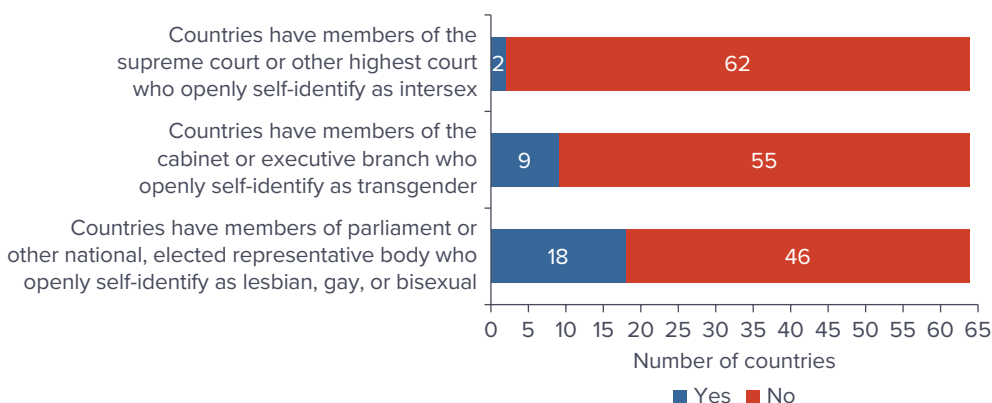 Countries have members of the
supreme court or other highest court
who openly self-identify as intersex
2 62
Countries have members of the
cabinet or executive branch who
openly self-identify as transgender
9 55
Countries have members of parliament or
other national, elected representative body who
openly self-identify as lesbian, gay, or bisexual
18 46
0 5 10 15 20 25 30 35 40 45 50 55 60 65
Number of countries
Yes No